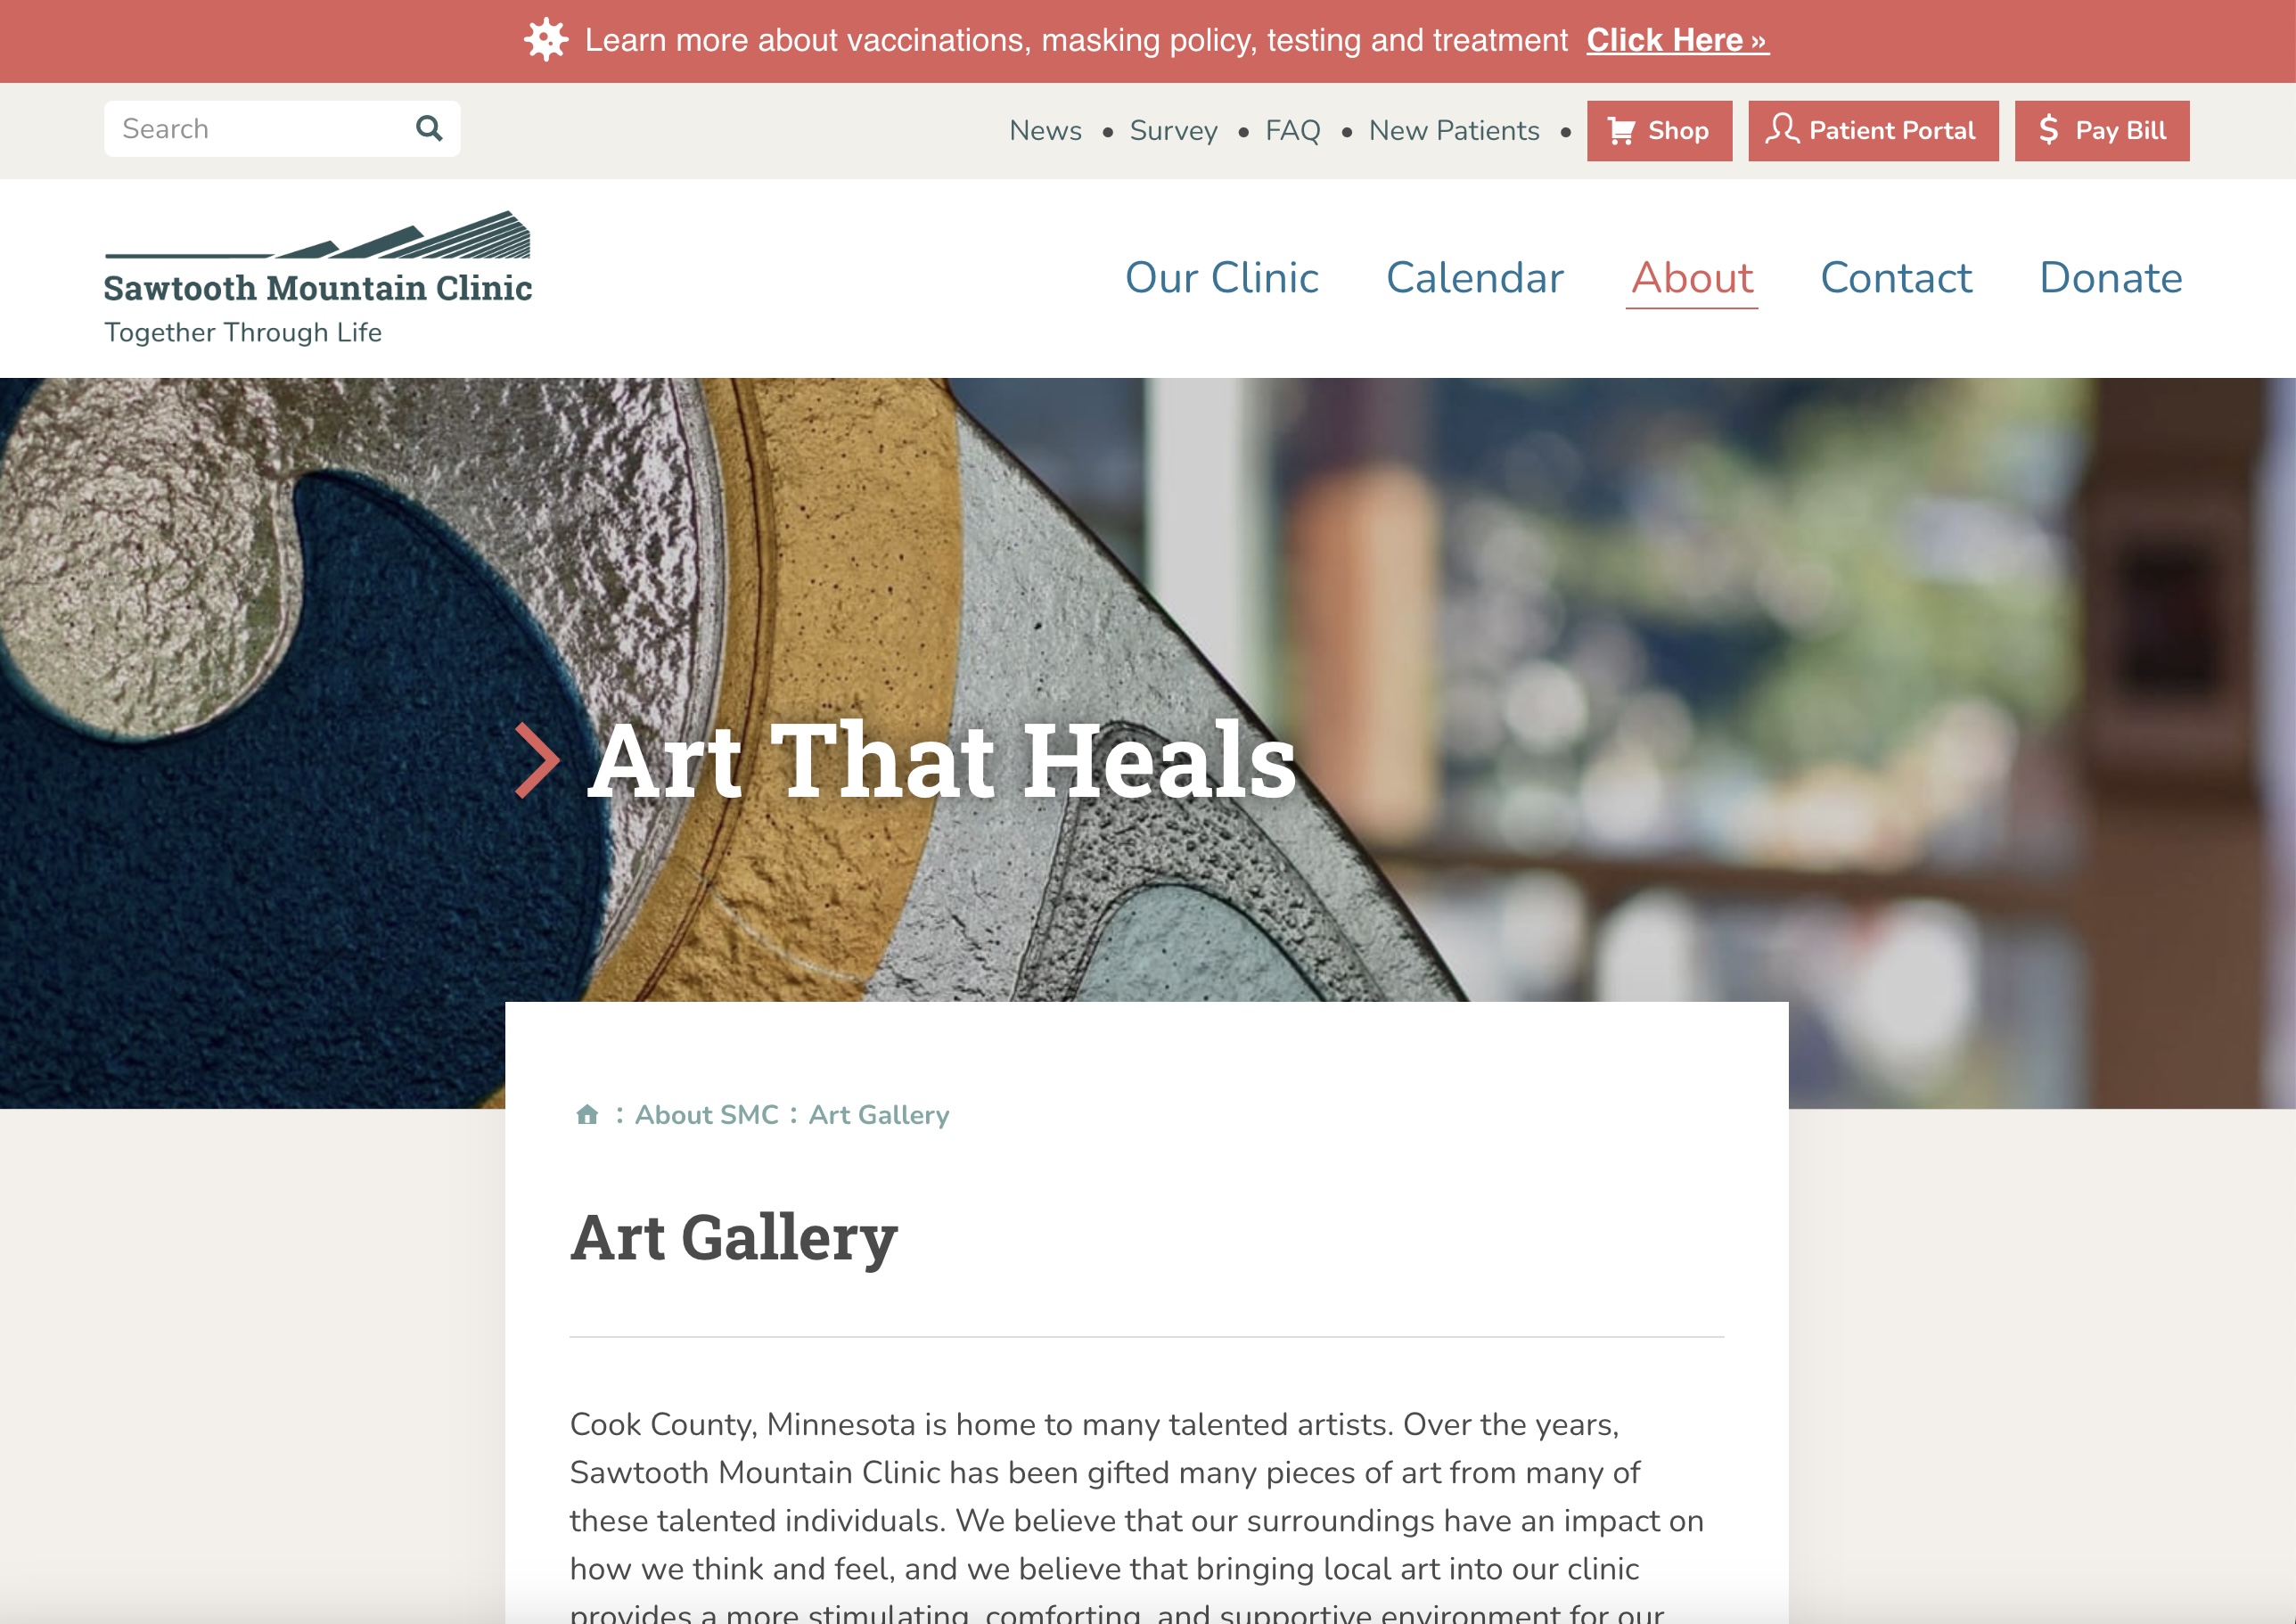 Learn more about vaccinations, masking policy, testing and treatment Click Here »
Search
News • Survey • FAQ • New Patients •
Shop
Patient Portal
$ Pay Bill
Sawtooth Mountain Clinic
Together Through Life
Our Clinic
Calendar
About
Contact
Donate
Art That Heals
: About SMC : Art Gallery
Art Gallery
Cook County, Minnesota is home to many talented artists. Over the years,
Sawtooth Mountain Clinic has been gifted many pieces of art from many of
these talented individuals. We believe that our surroundings have an impact on
how we think and feel, and we believe that bringing local art into our clinic
provides a more stimulating, comforting, and supportive environment for our